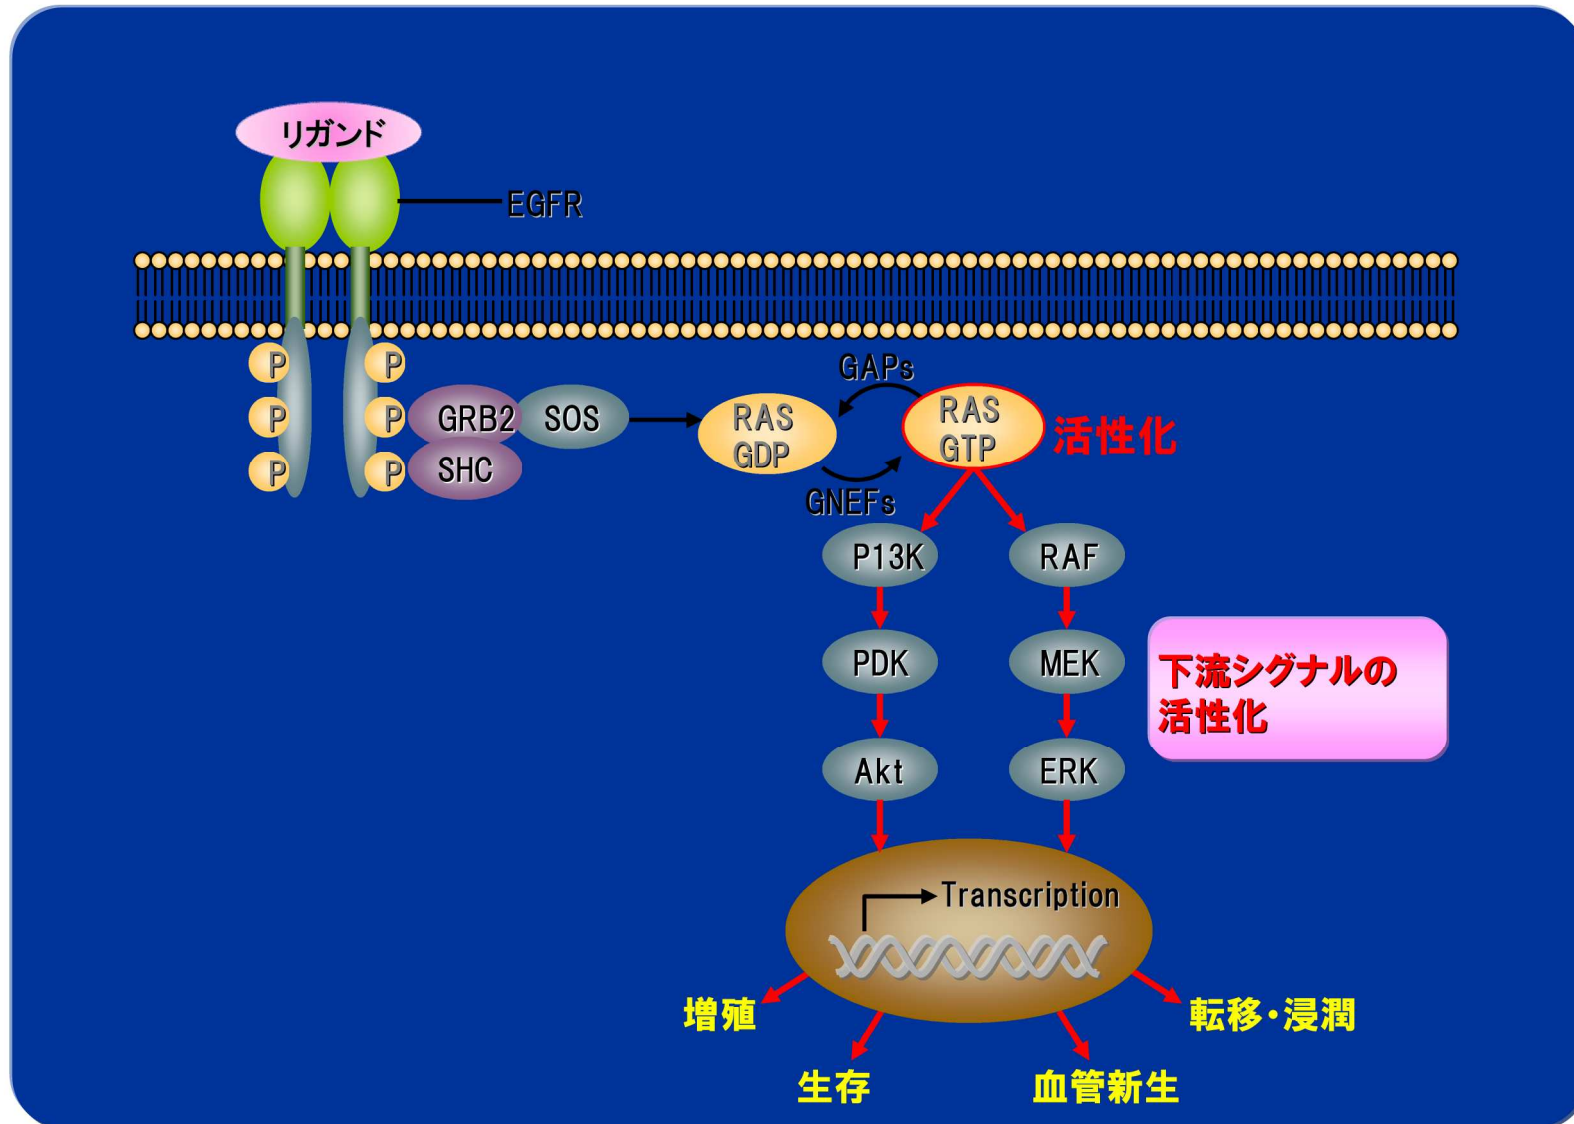 リガンド
EGFR
P
P
P
P
P
P
GRB2
SHC
SOS
RAS
GDP
GAPs
GNEFs
RAS
GTP
活性化
P13K
RAF
PDK
MEK
Akt
ERK
下流シグナルの
活性化
Transcription
増殖
生存
血管新生
転移・浸潤